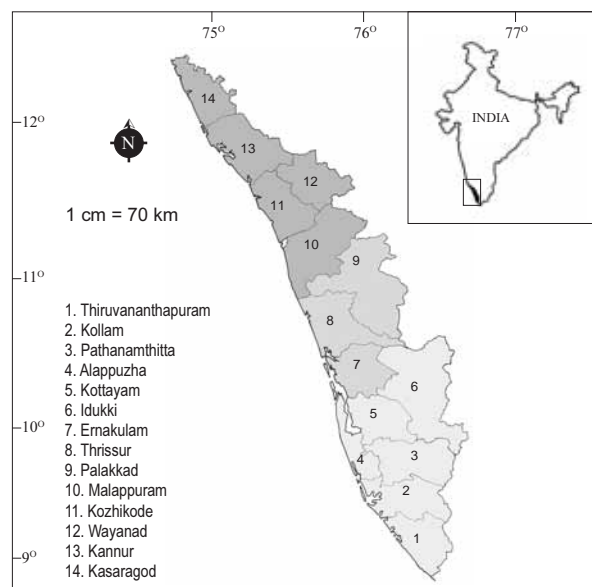 75°
76°
77°
12°
11°
10°
9°
N
INDIA
1 cm = 70 km
14
13
12
11
10
9
8
7
6
5
4
3
2
1
1. Thiruvananthapuram
2. Kollam
3. Pathanamthitta
4. Alappuzha
5. Kottayam
6. Idukki
7. Ernakulam
8. Thrissur
9. Palakkad
10. Malappuram
11. Kozhikode
12. Wayanad
13. Kannur
14. Kasaragod